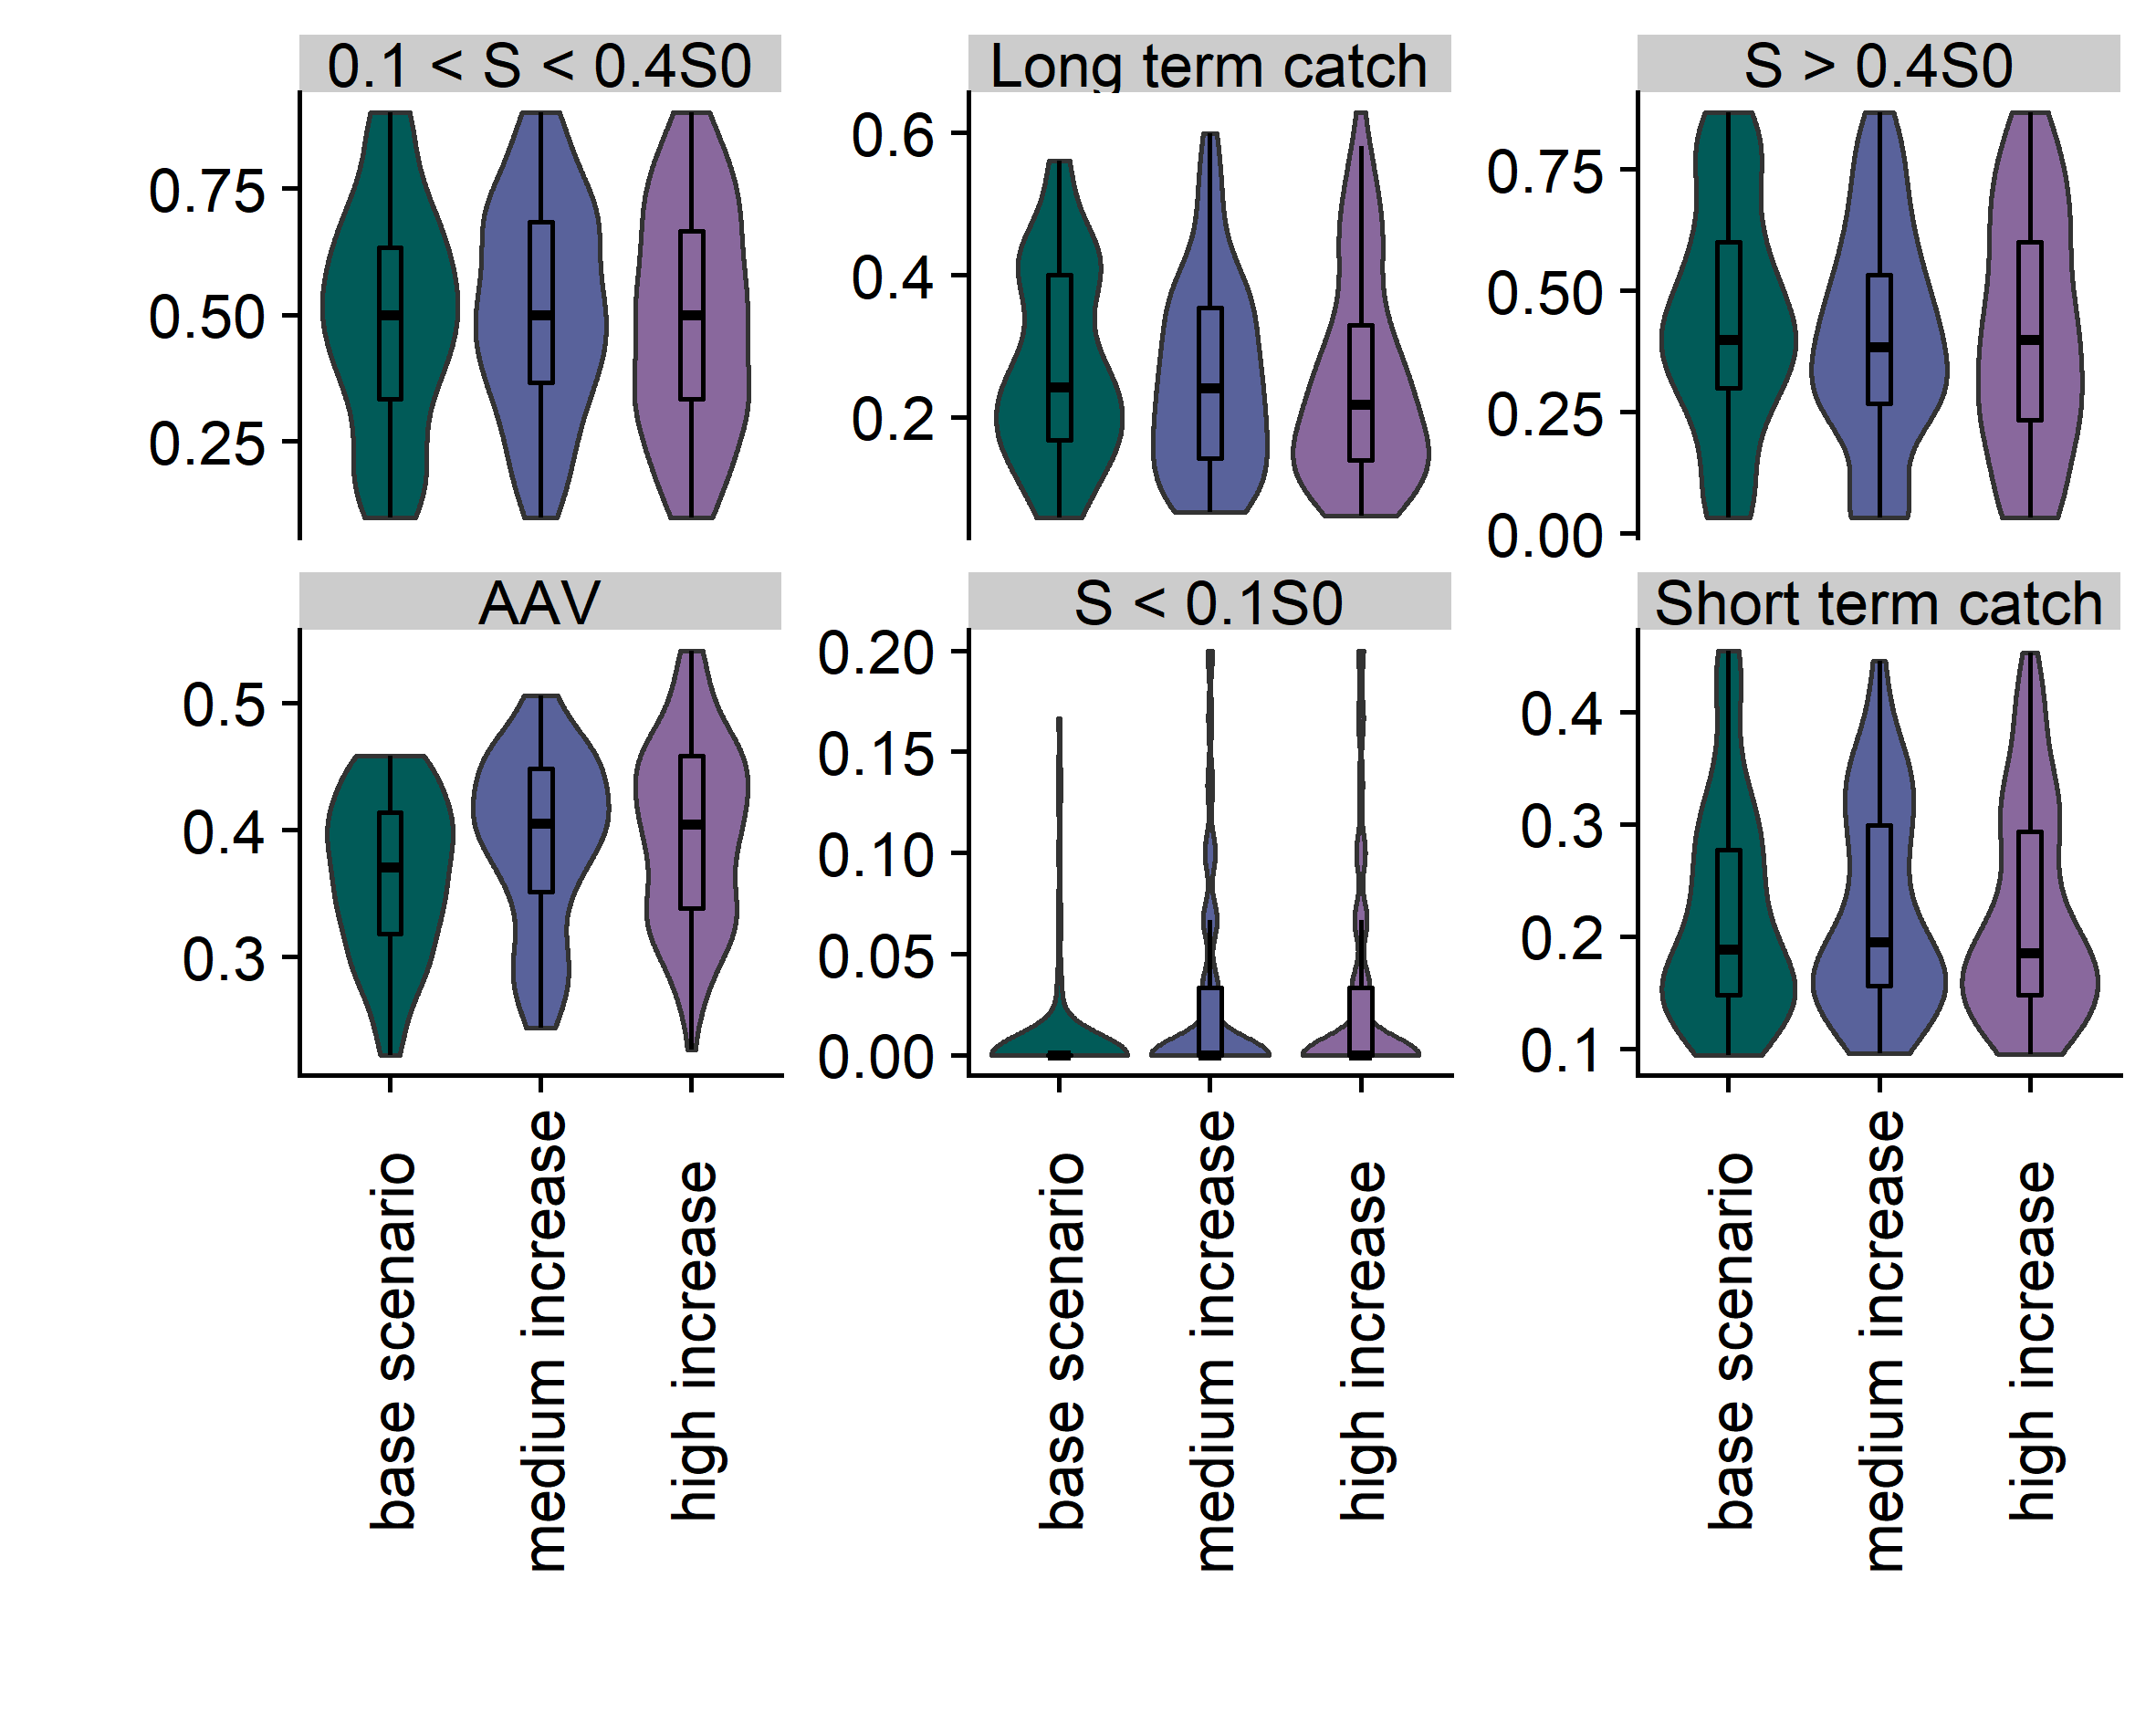 0.1 < S < 0.4S0
Long term catch
S > 0.4S0
0.75
0.50
0.25
0.6
0.4
0.2
0.75
0.50
0.25
0.00
AAV
S < 0.1S0
Short term catch
0.5
0.4
0.3
0.20
0.15
0.10
0.05
0.00
0.4
0.3
0.2
0.1
base scenario
medium increase
high increase
base scenario
medium increase
high increase
base scenario
medium increase
high increase